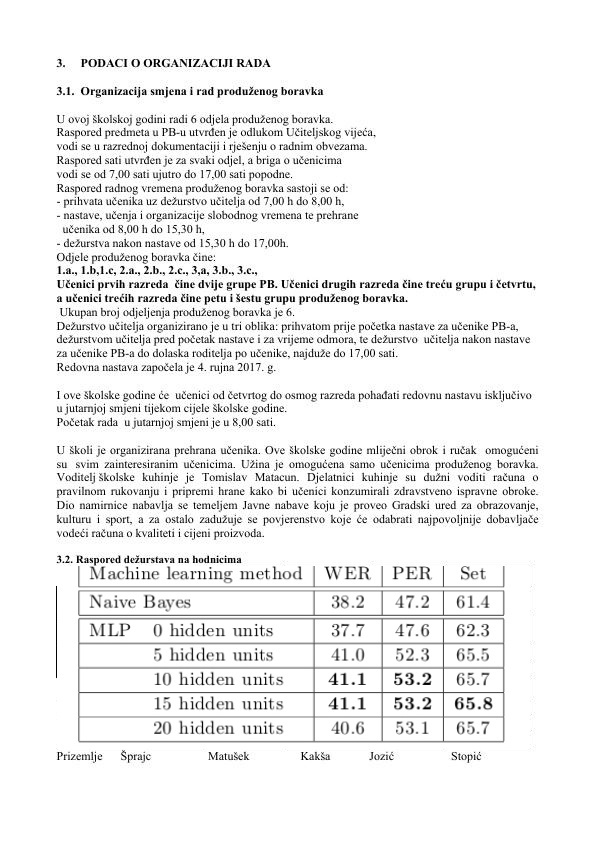 3. PODACI O ORGANIZACIJI RADA
3.1. Organizacija smjena i rad produženog boravka
U ovoj školskoj godini radi 6 odjela produženog boravka.
Raspored predmeta u PB-u utvrđen je odlukom Učiteljskog vijeća,
vodi se u razrednoj dokumentaciji i rješenju o radnim obvezama.
Raspored sati utvrđen je za svaki odjel, a briga o učenicima
vodi se od 7,00 sati ujutro do 17,00 sati popodne.
Raspored radnog vremena produženog boravka sastoji se od:
- prihvata učenika uz dežurstvo učitelja od 7,00 h do 8,00 h,
- nastave, učenja i organizacije slobodnog vremena te prehrane
učenika od 8,00 h do 15,30 h,
- dežurstva nakon nastave od 15,30 h do 17,00h.
Odjele produženog boravka čine:
1.a., 1.b,1.c, 2.a., 2.b., 2.c., 3,a, 3.b., 3.c.,
Učenici prvih razreda čine dvije grupe PB. Učenici drugih razreda čine treću grupu i četvrtu,
a učenici trećih razreda čine petu i šestu grupu produženog boravka.
Ukupan broj odjeljenja produženog boravka je 6.
Dežurstvo učitelja organizirano je u tri oblika: prihvatom prije početka nastave za učenike PB-a,
dežurstvom učitelja pred početak nastave i za vrijeme odmora, te dežurstvo učitelja nakon nastave
za učenike PB-a do dolaska roditelja po učenike, najduže do 17,00 sati.
Redovna nastava započela je 4. rujna 2017. g.
I ove školske godine će učenici od četvrtog do osmog razreda pohađati redovnu nastavu isključivo
u jutarnjoj smjeni tijekom cijele školske godine.
Početak rada u jutarnjoj smjeni je u 8,00 sati.
U školi je organizirana prehrana učenika. Ove školske godine mliječni obrok i ručak omogućeni
su svim zainteresiranim učenicima. Užina je omogućena samo učenicima produženog boravka.
Voditelj školske kuhinje je Tomislav Matacun. Djelatnici kuhinje su dužni voditi računa o
pravilnom rukovanju i pripremi hrane kako bi učenici konzumirali zdravstveno ispravne obroke.
Dio namirnice nabavlja se temeljem Javne nabave koju je proveo Gradski ured za obrazovanje,
kulturu i sport, a za ostalo zadužuje se povjerenstvo koje će odabrati najpovoljnije dobavljače
vodeći računa o kvaliteti i cijeni proizvoda.
3.2. Raspored dežurstava na hodnicima
Machine learning method WER PER Set
Naive Bayes 38.2 47.2 61.4
MLP 0 hidden units 37.7 47.6 62.3
5 hidden units 41.0 52.3 65.5
10 hidden units 41.1 53.2 65.7
15 hidden units 41.1 53.2 65.8
20 hidden units 40.6 53.1 65.7
Prizemlje Šprajc Matušek Kakša Jozić Stopić